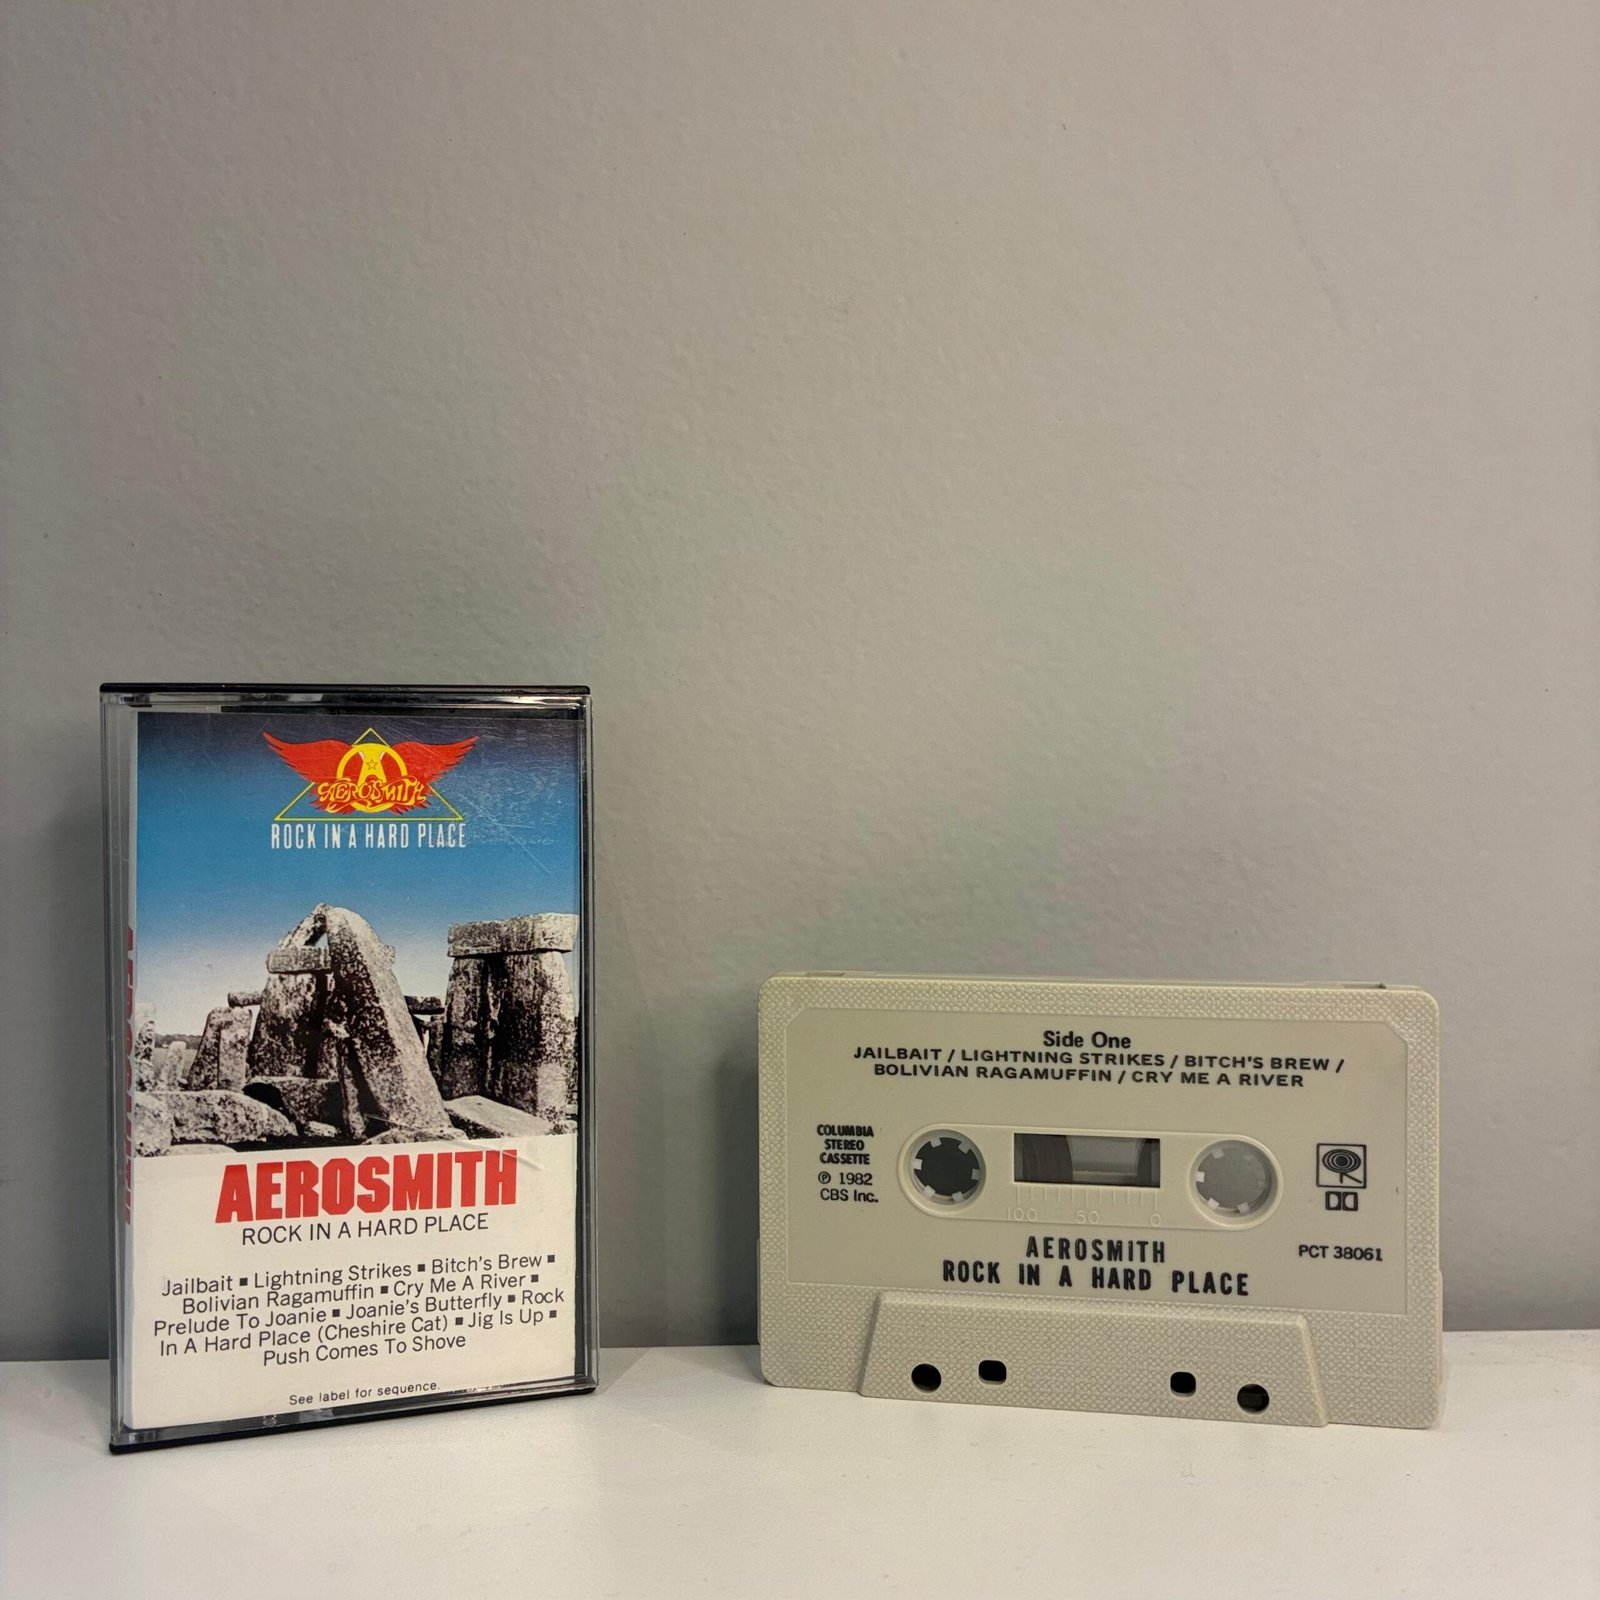 AEROSMITH
ROCK IN A HARD PLACE
AEROSMITH
AEROSMITH
ROCK IN A HARD PLACE
Jailbait ▪ Lightning Strikes ▪ Bitch's Brew ▪
Bolivian Ragamuffin ▪ Cry Me A River ▪
Prelude To Joanie ▪ Joanie's Butterfly ▪ Rock
In A Hard Place (Cheshire Cat) ▪ Jig Is Up ▪
Push Comes To Shove
See label for sequence.
Side One
JAILBAIT / LIGHTNING STRIKES / BITCH'S BREW /
BOLIVIAN RAGAMUFFIN / CRY ME A RIVER
COLUMBIA
STEREO
CASSETTE
℗ 1982
CBS Inc.
100 50 0
AEROSMITH
ROCK IN A HARD PLACE
PCT 38061